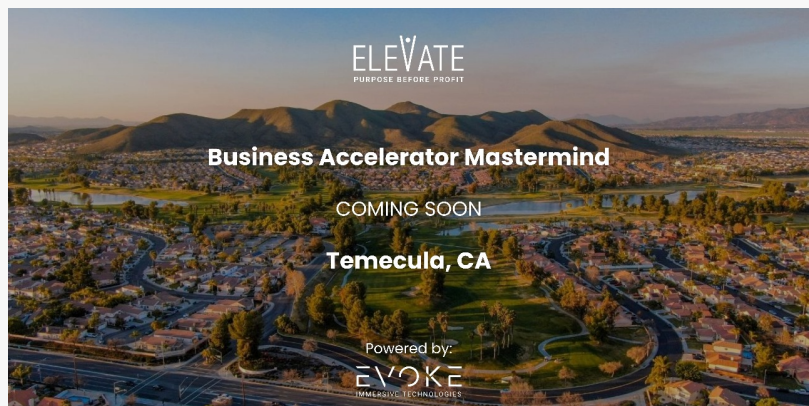 ELEVATE
PURPOSE BEFORE PROFIT
Business Accelerator Mastermind
COMING SOON
Temecula, CA
Powered by:
EVOKE
IMMERSIVE TECHNOLOGIES